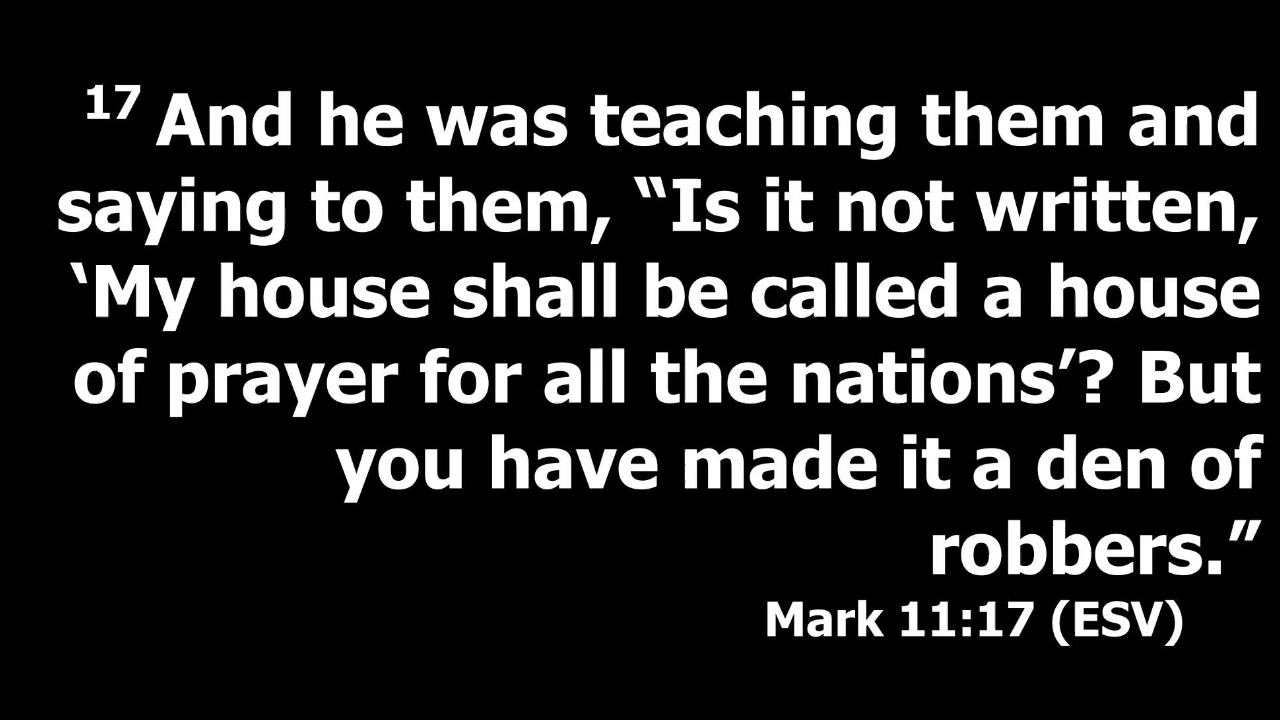 17 And he was teaching them and
saying to them, “Is it not written,
‘My house shall be called a house
of prayer for all the nations’? But
you have made it a den of
robbers.”
Mark 11:17 (ESV)